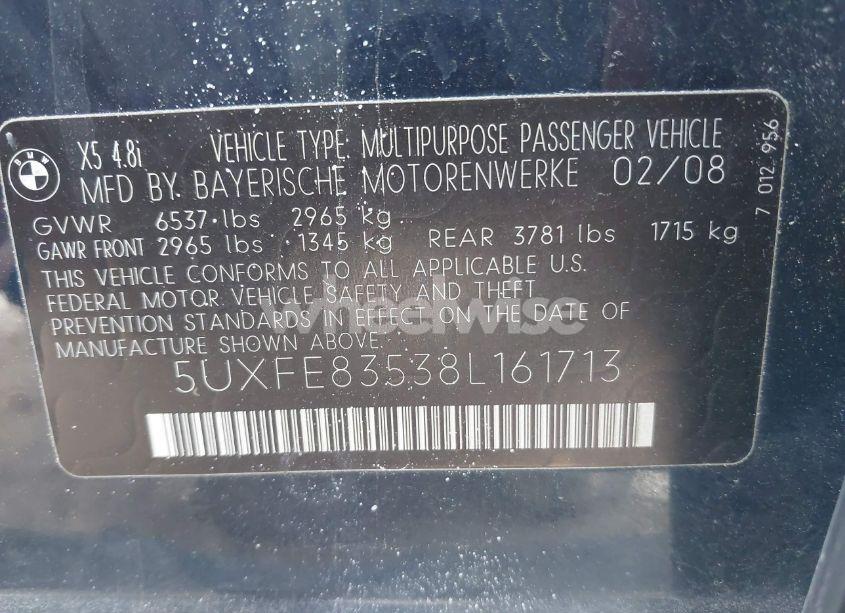 BMW X5 4.8i VEHICLE TYPE: MULTIPURPOSE PASSENGER VEHICLE
MFD BY: BAYERISCHE MOTORENWERKE 02/08
GVWR 6537 lbs 2965 kg
GAWR FRONT 2965 lbs 1345 kg REAR 3781 lbs 1715 kg
THIS VEHICLE CONFORMS TO ALL APPLICABLE U.S.
FEDERAL MOTOR VEHICLE SAFETY AND THEFT
PREVENTION STANDARDS IN EFFECT ON THE DATE OF
MANUFACTURE SHOWN ABOVE
5UXFE83538L161713
7 012 956
wheelwise